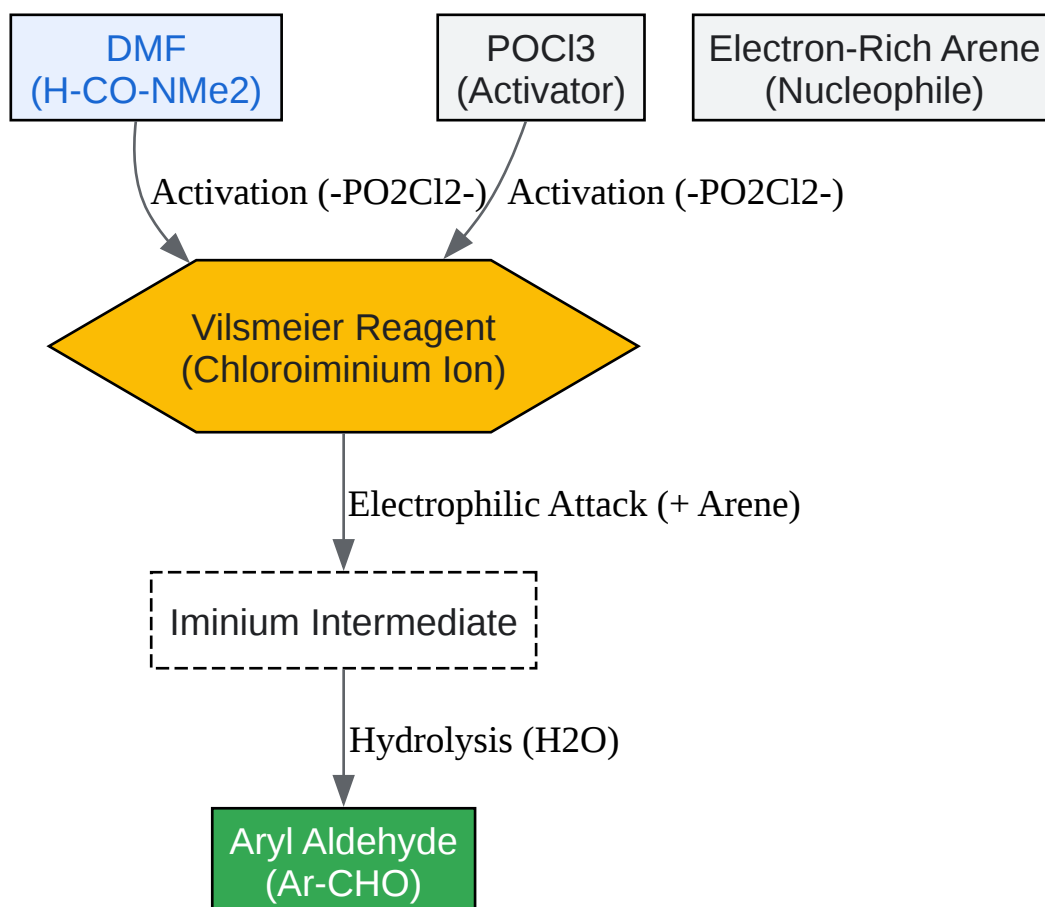 DMF
(H-CO-NMe2)
POCl3
(Activator)
Electron-Rich Arene
(Nucleophile)
Activation (-PO2Cl2-)
Activation (-PO2Cl2-)
Vilsmeier Reagent
(Chloroiminium Ion)
Electrophilic Attack (+ Arene)
Iminium Intermediate
Hydrolysis (H2O)
Aryl Aldehyde
(Ar-CHO)